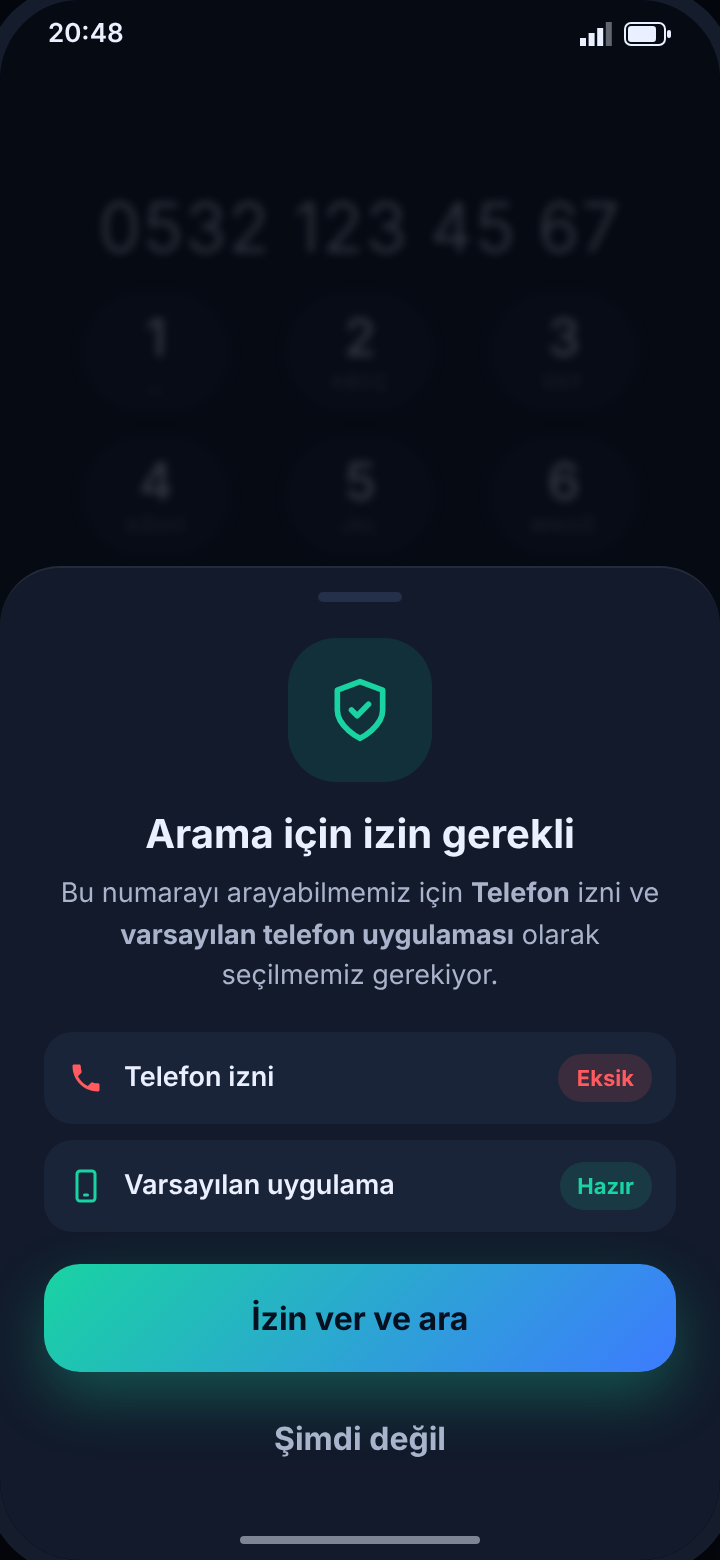 20:48
0532 123 45 67
1 2 3
4 5 6
Arama için izin gerekli
Bu numarayı arayabilmemiz için Telefon izni ve
varsayılan telefon uygulaması olarak
seçilmemiz gerekiyor.
Telefon izni Eksik
Varsayılan uygulama Hazır
İzin ver ve ara
Şimdi değil